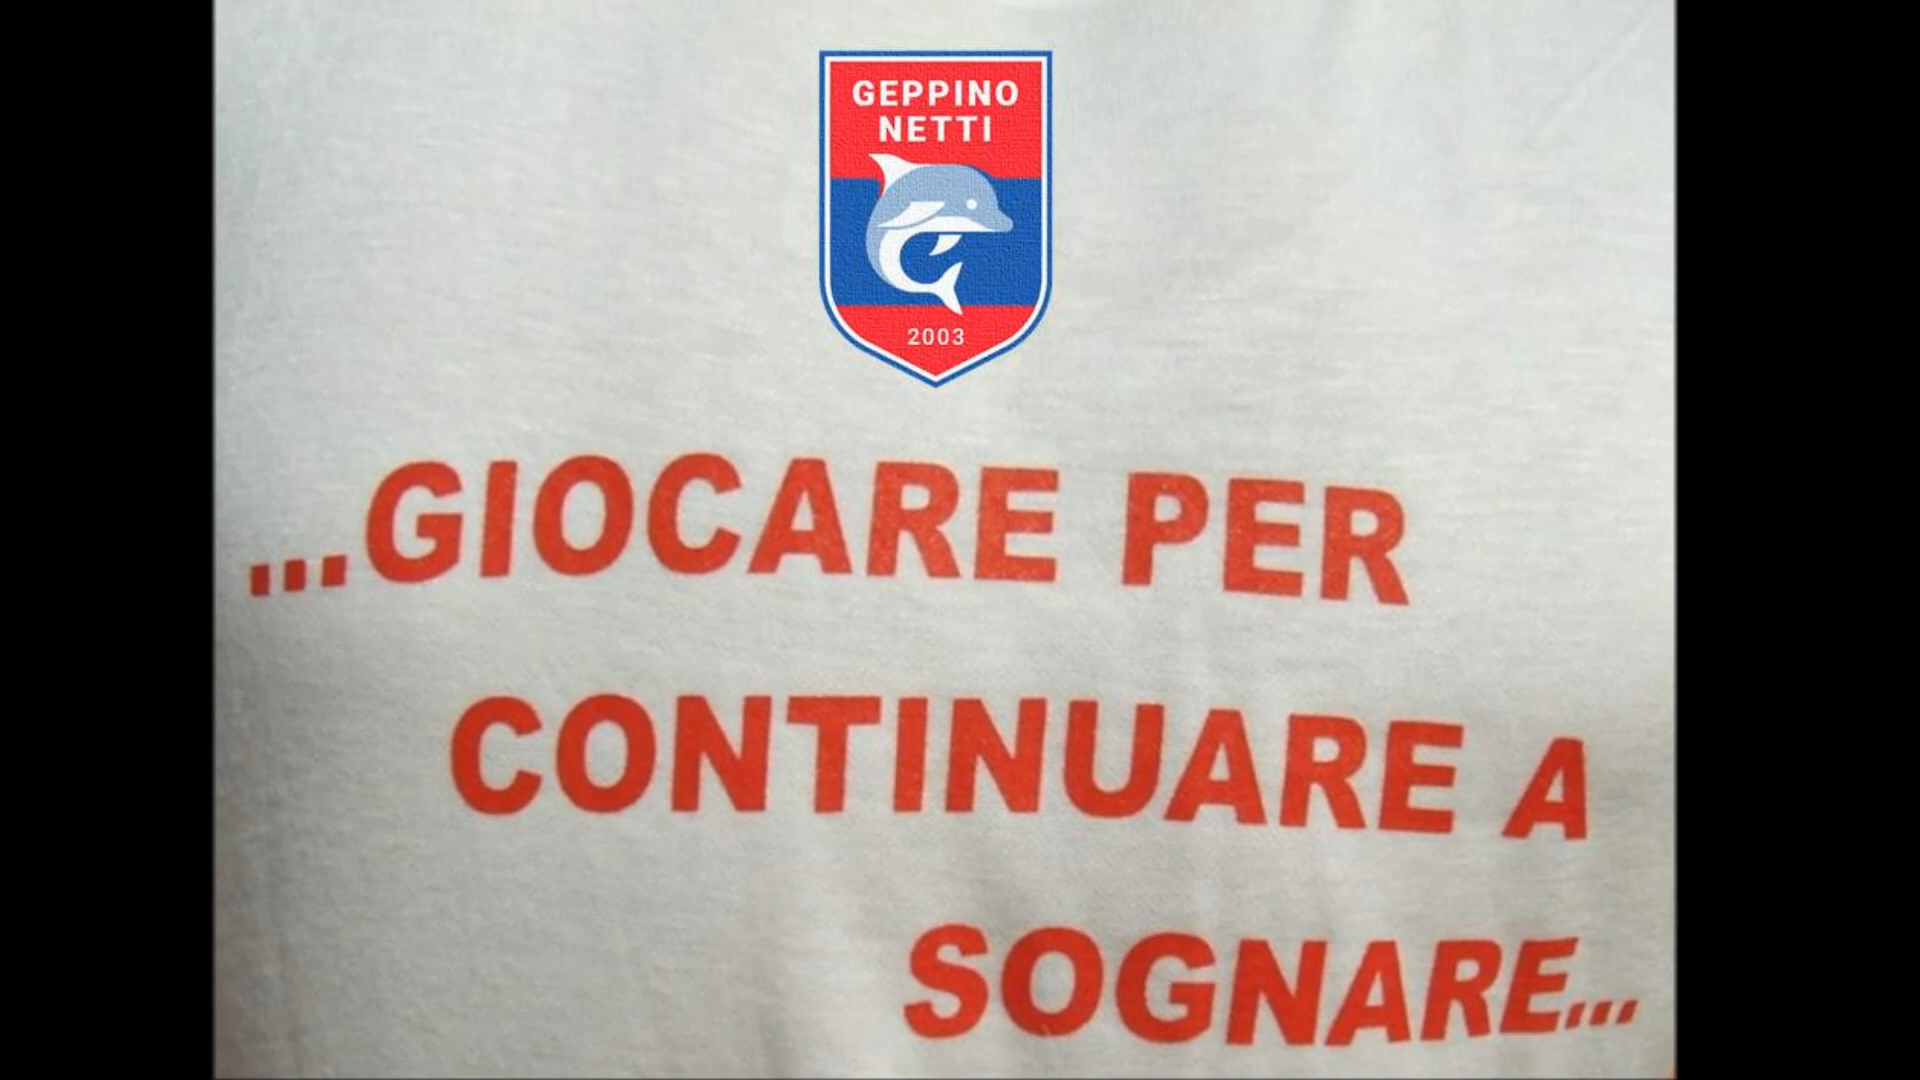 GEPPINO
NETTI
2003
...GIOCARE PER
CONTINUARE A
SOGNARE...